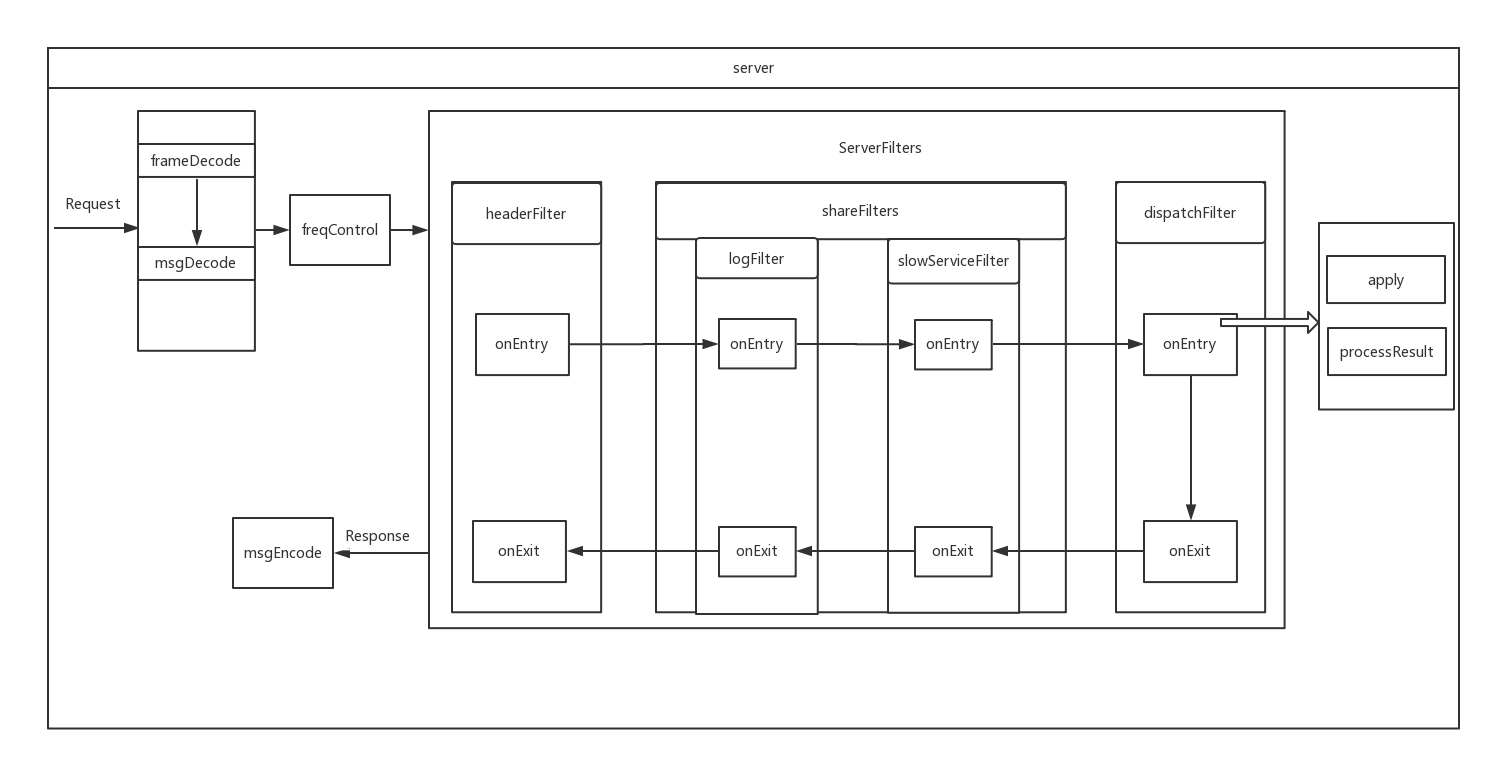 server
ServerFilters
frameDecode
Request
msgDecode
freqControl
headerFilter
shareFilters
dispatchFilter
logFilter
slowServiceFilter
apply
onEntry
onEntry
onEntry
onEntry
processResult
msgEncode
Response
onExit
onExit
onExit
onExit